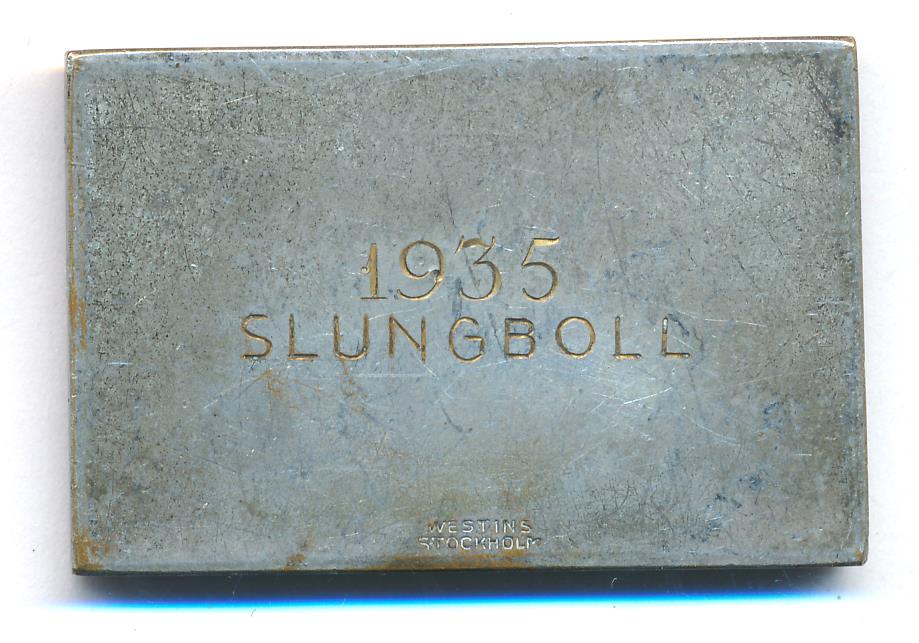 1935
SLUNGBOLL
WESTINS
STOCKHOLM